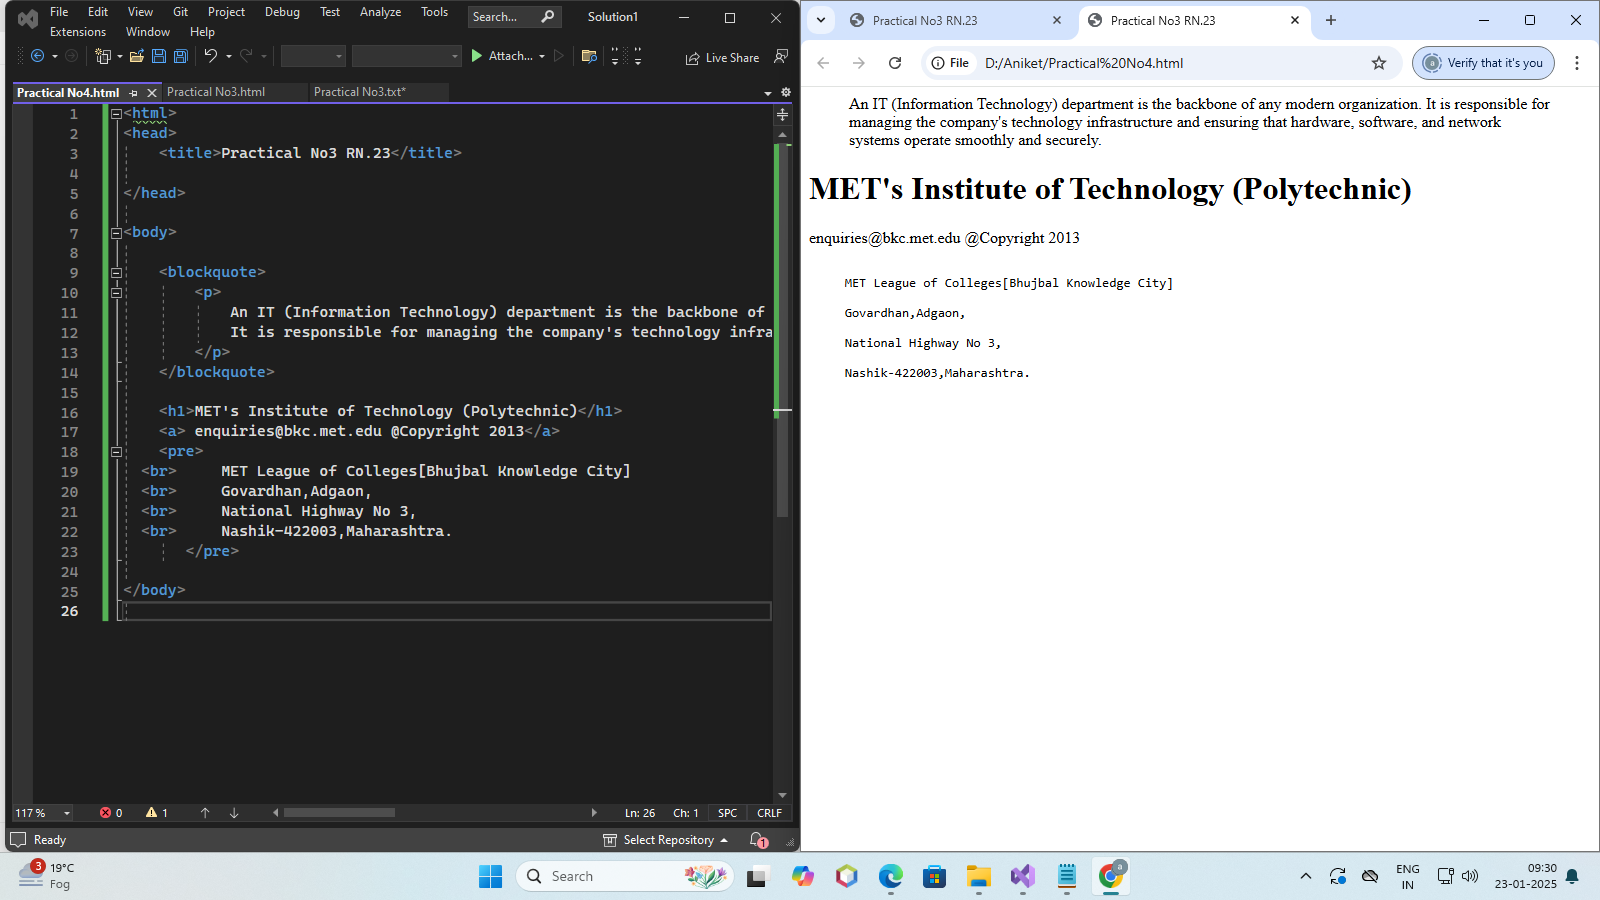 File Edit View Git Project Debug Test Analyze Tools Search... Solution1
Extensions Window Help
Attach... Live Share
Practical No4.html Practical No3.html Practical No3.txt*
1 <html>
2 <head>
3 <title>Practical No3 RN.23</title>
4
5 </head>
6
7 <body>
8
9 <blockquote>
10 <p>
11 An IT (Information Technology) department is the backbone of
12 It is responsible for managing the company's technology infra
13 </p>
14 </blockquote>
15
16 <h1>MET's Institute of Technology (Polytechnic)</h1>
17 <a> enquiries@bkc.met.edu @Copyright 2013</a>
18 <pre>
19 <br> MET League of Colleges[Bhujbal Knowledge City]
20 <br> Govardhan,Adgaon,
21 <br> National Highway No 3,
22 <br> Nashik-422003,Maharashtra.
23 </pre>
24
25 </body>
26
117 % 0 1 Ln: 26 Ch: 1 SPC CRLF
Ready Select Repository 1
Practical No3 RN.23 Practical No3 RN.23
File D:/Aniket/Practical%20No4.html a Verify that it's you
An IT (Information Technology) department is the backbone of any modern organization. It is responsible for
managing the company's technology infrastructure and ensuring that hardware, software, and network
systems operate smoothly and securely.
MET's Institute of Technology (Polytechnic)
enquiries@bkc.met.edu @Copyright 2013
MET League of Colleges[Bhujbal Knowledge City]
Govardhan,Adgaon,
National Highway No 3,
Nashik-422003,Maharashtra.
3 19°C
Fog
Search
a
ENG
IN
09:30
23-01-2025